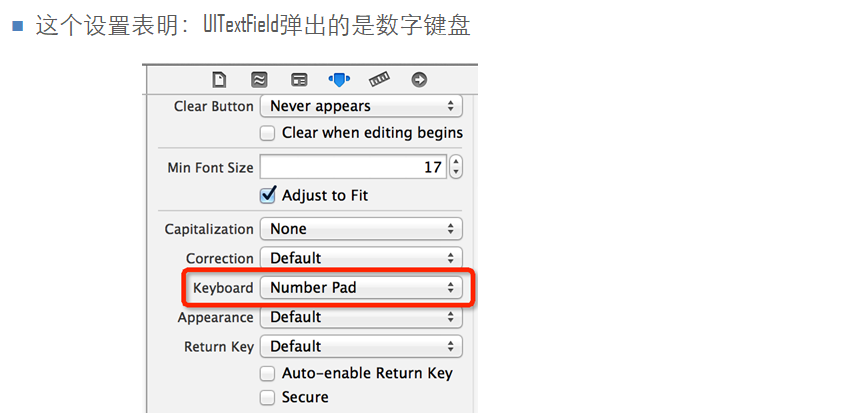 这个设置表明：UITextField弹出的是数字键盘
Clear Button Never appears
Clear when editing begins
Min Font Size 17
Adjust to Fit
Capitalization None
Correction Default
Keyboard Number Pad
Appearance Default
Return Key Default
Auto-enable Return Key
Secure